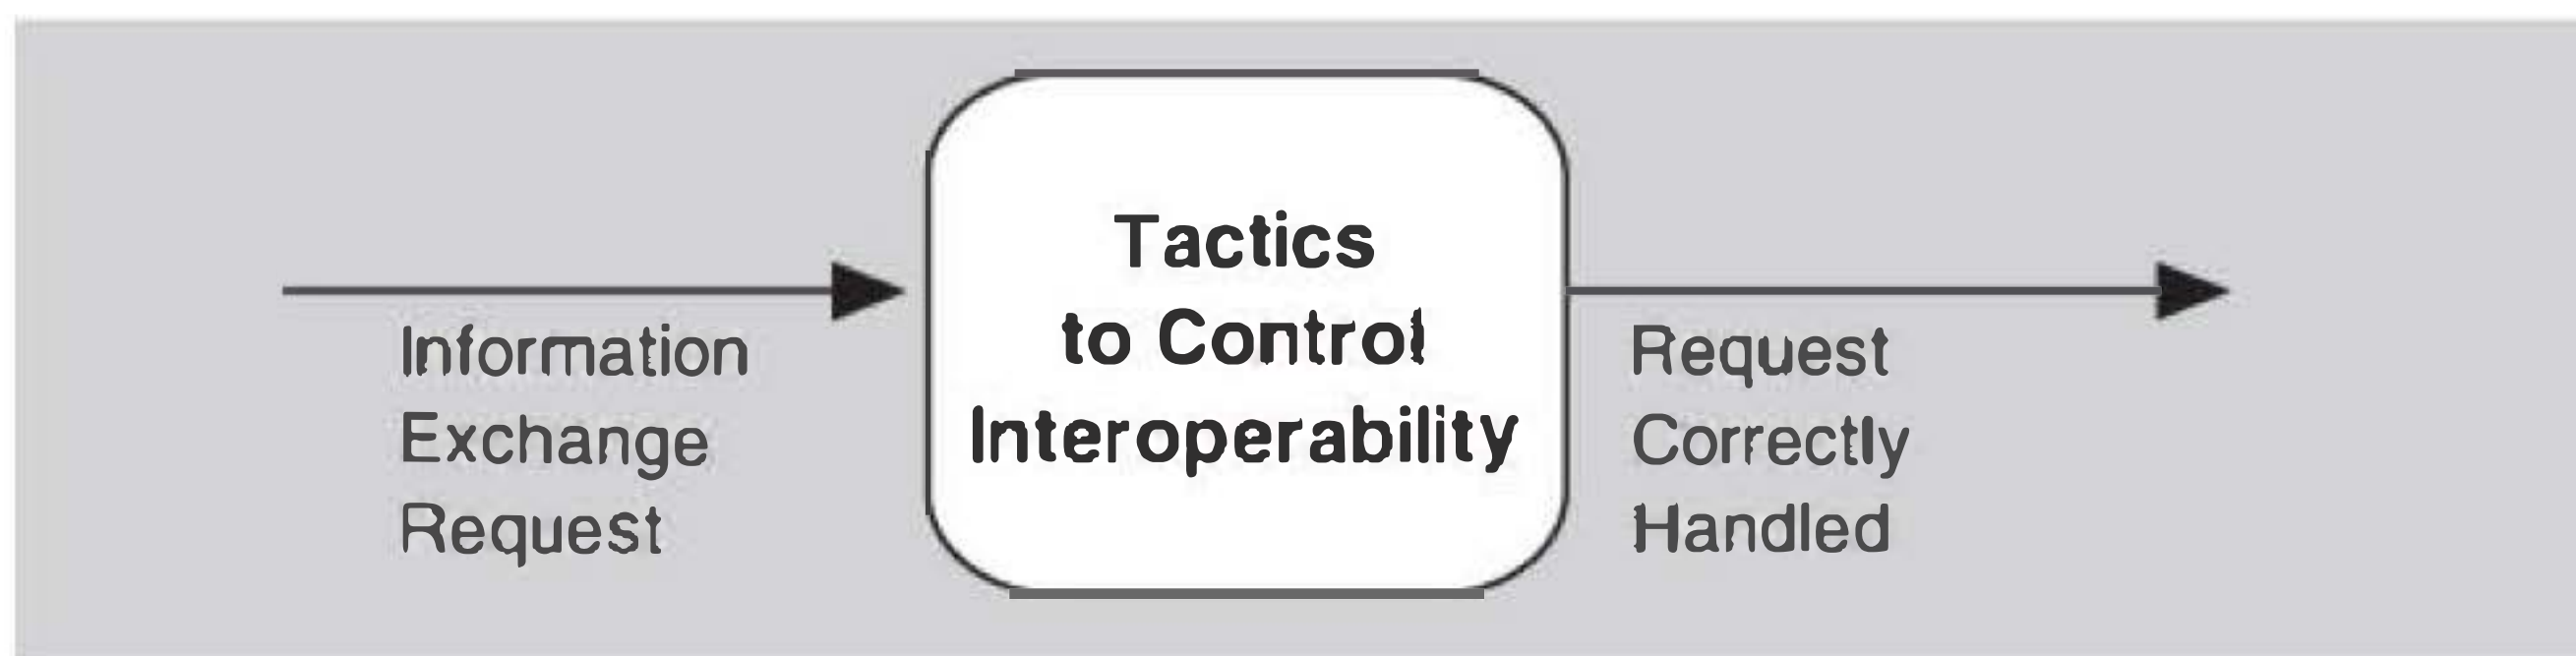 Information
Exchange
Request
Tactics
to Control
Interoperability
Request
Correctly
Handled